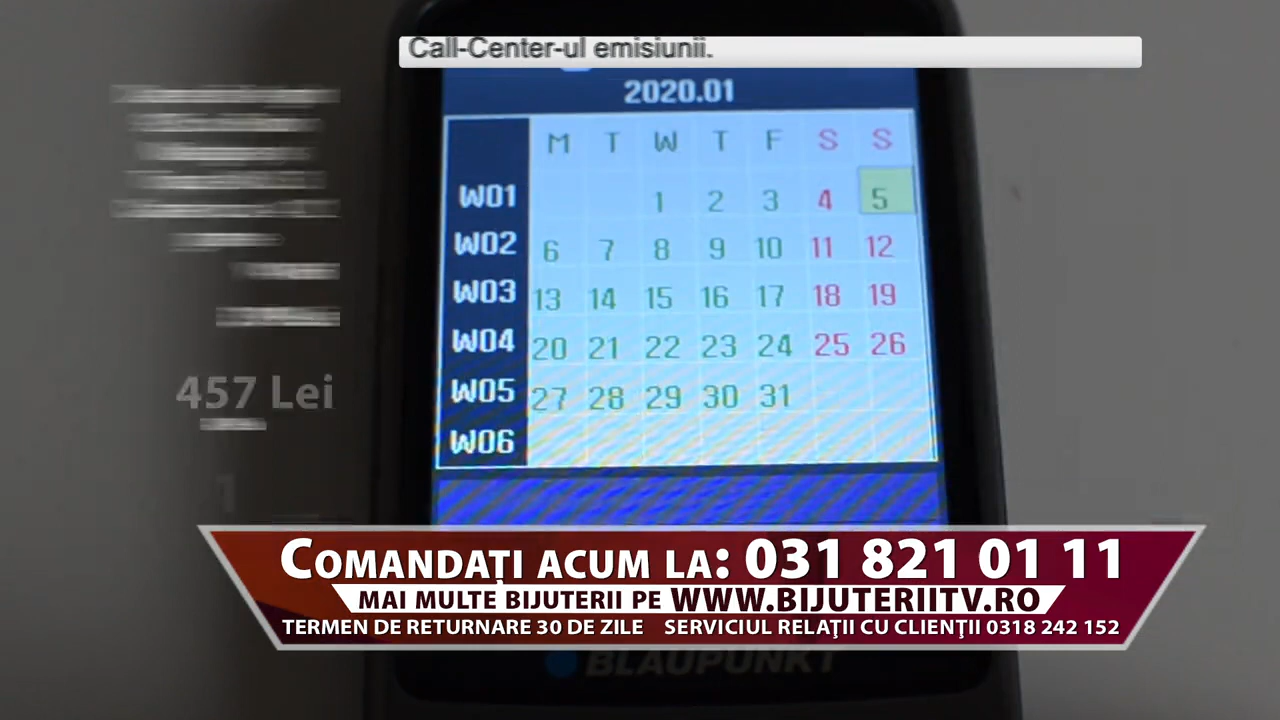 Call-Center-ul emisiunii.
2020.01
M T W T F S S
W01 1 2 3 4 5
W02 6 7 8 9 10 11 12
W03 13 14 15 16 17 18 19
W04 20 21 22 23 24 25 26
W05 27 28 29 30 31
W06
457 Lei
COMANDAŢI ACUM LA: 031 821 01 11
MAI MULTE BIJUTERII PE WWW.BIJUTERIITV.RO
TERMEN DE RETURNARE 30 DE ZILE SERVICIUL RELAŢII CU CLIENŢII 0318 242 152
BLAUPUNKT